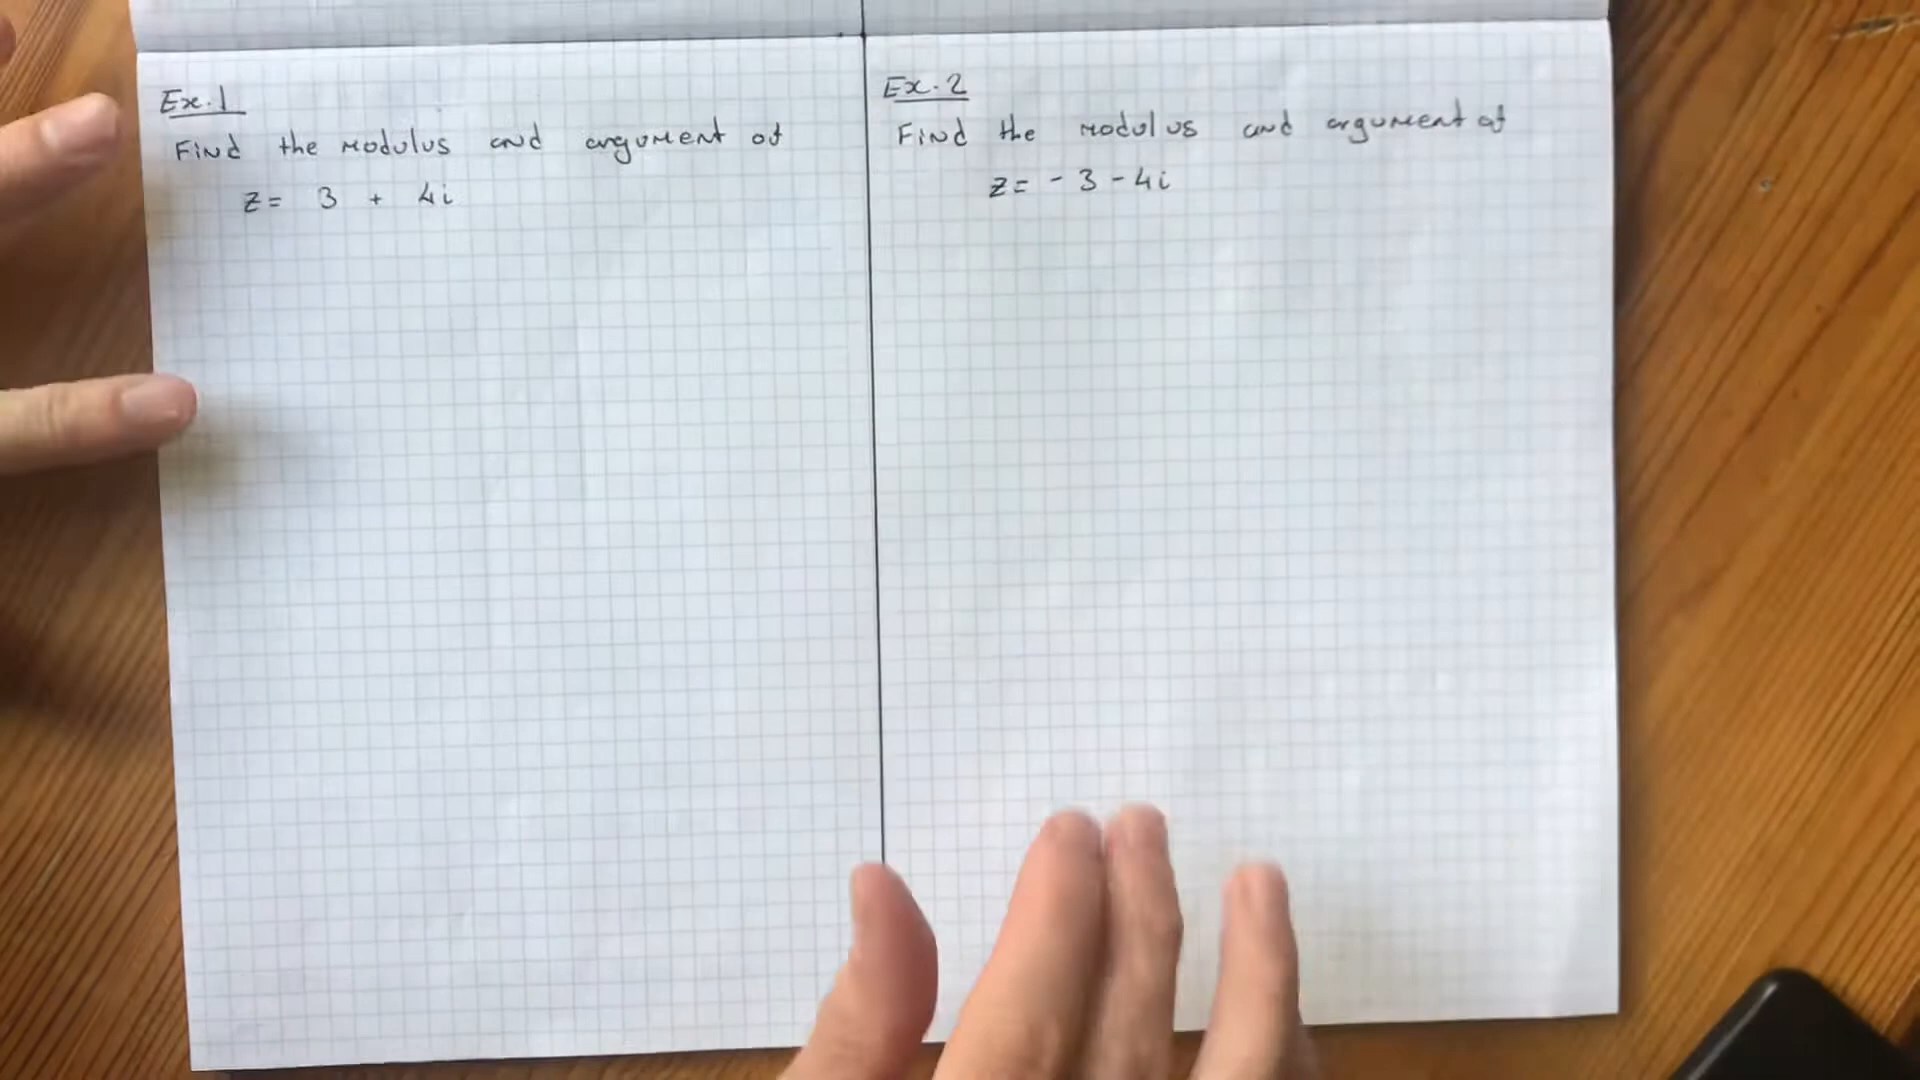 Ex.1
Find the modulus and argument of
z = 3 + 4i
Ex.2
Find the modulus and argument of
z = - 3 - 4i